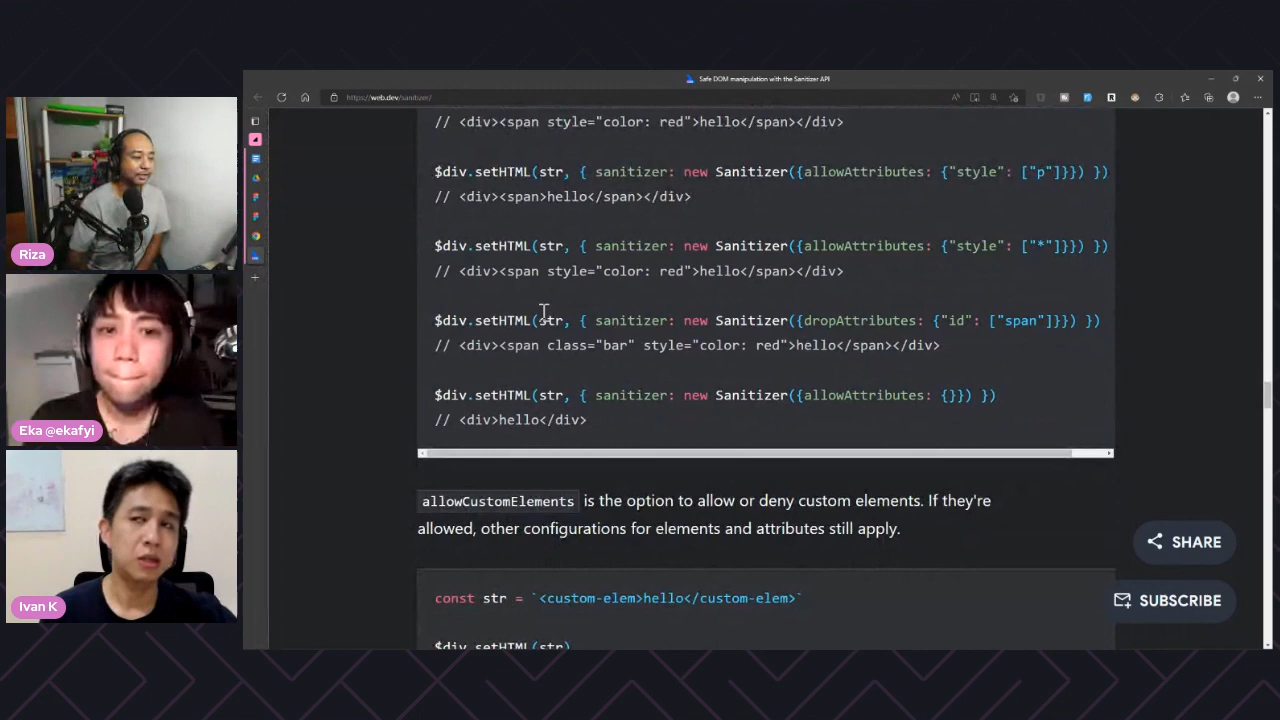 Safe DOM manipulation with the Sanitizer API
https://web.dev/sanitizer/
// <div><span style="color: red">hello</span></div>
$div.setHTML(str, { sanitizer: new Sanitizer({allowAttributes: {"style": ["p"]}}) })
// <div><span>hello</span></div>
$div.setHTML(str, { sanitizer: new Sanitizer({allowAttributes: {"style": ["*"]}}) })
// <div><span style="color: red">hello</span></div>
$div.setHTML(str, { sanitizer: new Sanitizer({dropAttributes: {"id": ["span"]}}) })
// <div><span class="bar" style="color: red">hello</span></div>
$div.setHTML(str, { sanitizer: new Sanitizer({allowAttributes: {}}) })
// <div>hello</div>
allowCustomElements is the option to allow or deny custom elements. If they're
allowed, other configurations for elements and attributes still apply.
const str = `<custom-elem>hello</custom-elem>`
$div.setHTML(str)
SHARE
SUBSCRIBE
Riza
Eka @ekafyi
Ivan K